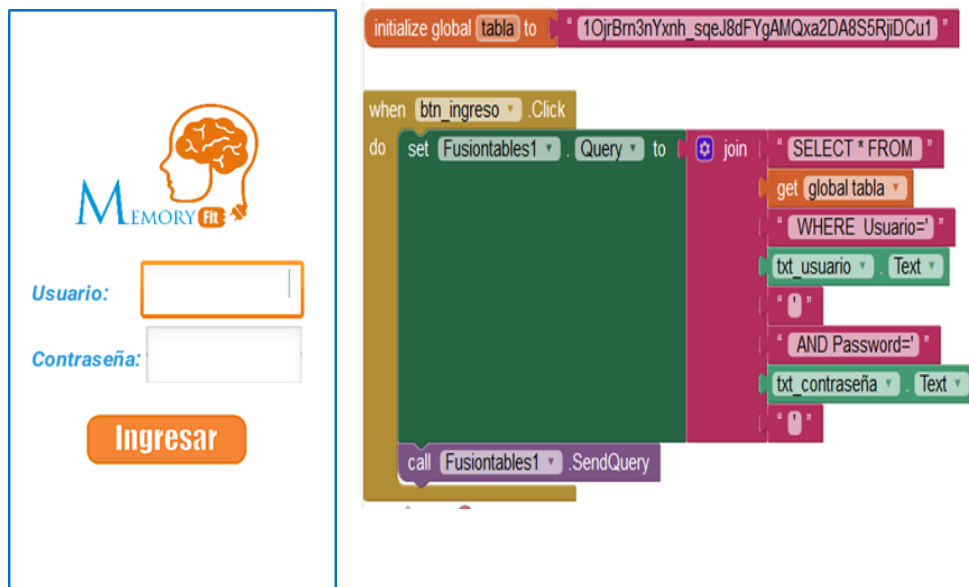 MEMORY Fit
Usuario:
Contraseña:
Ingresar
initialize global tabla to " 1OjrBrn3nYxnh_sqeJ8dFYgAMQxa2DA8S5RjiDCu1 "
when btn_ingreso .Click
do set Fusiontables1 . Query to join " SELECT * FROM "
get global tabla
" WHERE Usuario=' "
txt_usuario . Text
" ' "
" AND Password=' "
txt_contraseña . Text
" ' "
call Fusiontables1 .SendQuery